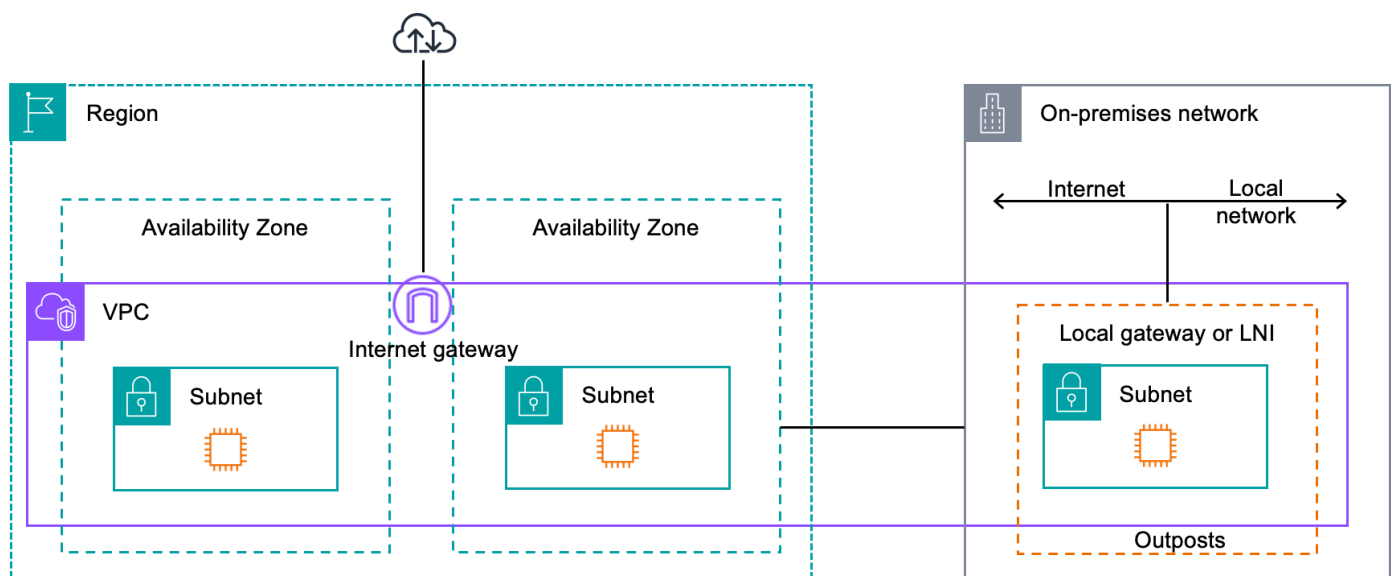 Region
On-premises network
Internet
Local
network
Availability Zone
Availability Zone
VPC
Internet gateway
Local gateway or LNI
Subnet
Subnet
Subnet
Outposts